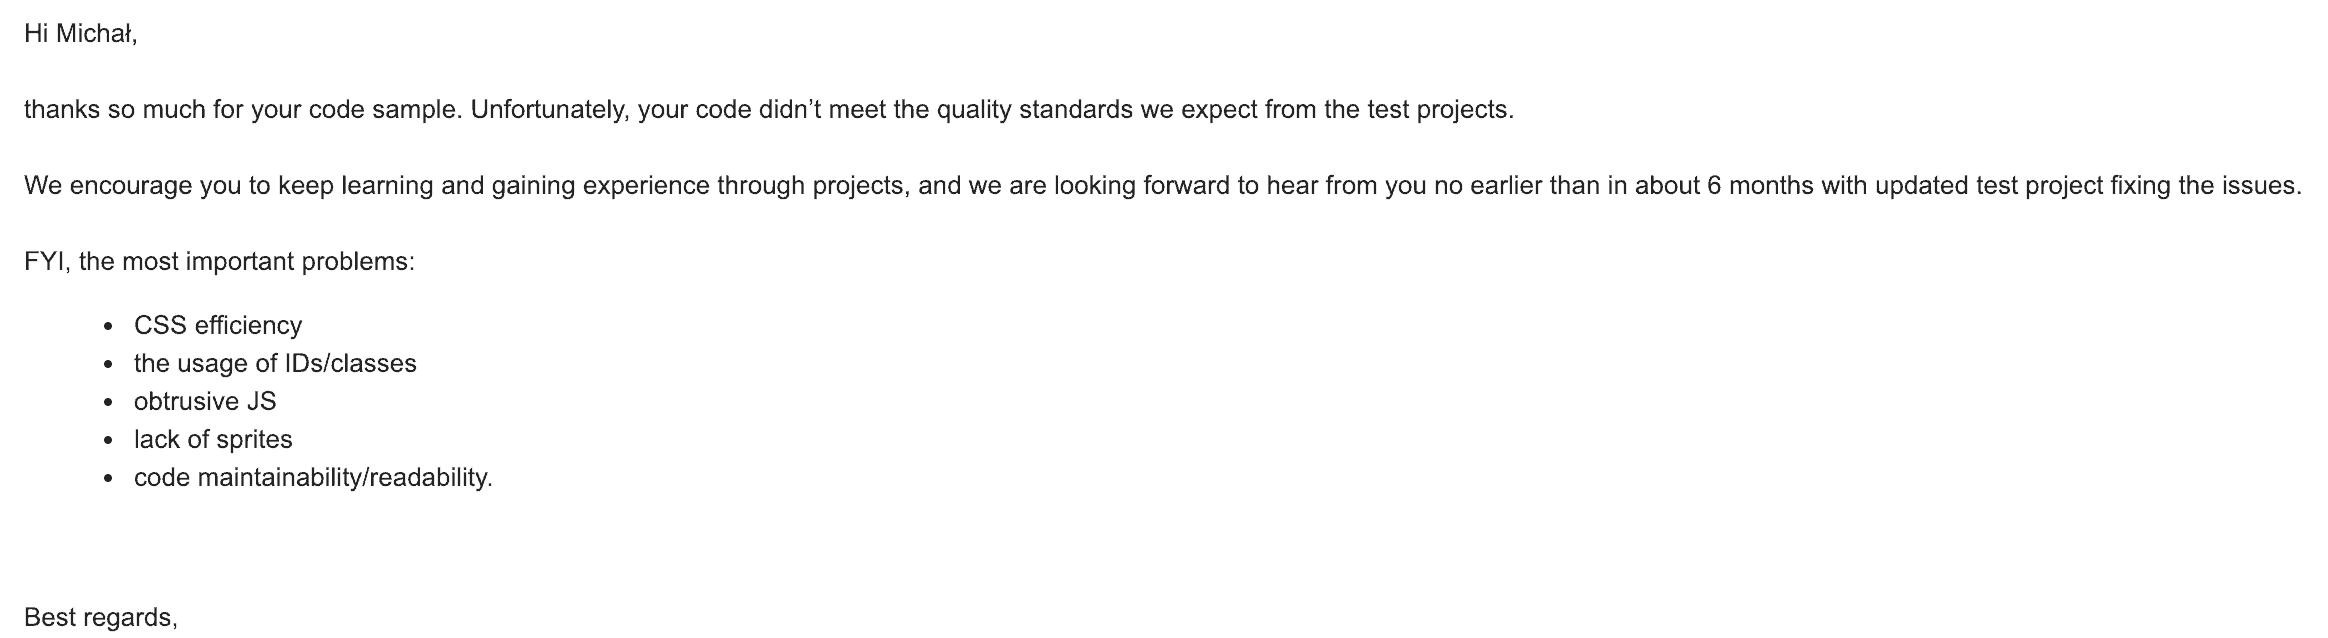 Hi Michał,
thanks so much for your code sample. Unfortunately, your code didn’t meet the quality standards we expect from the test projects.
We encourage you to keep learning and gaining experience through projects, and we are looking forward to hear from you no earlier than in about 6 months with updated test project fixing the issues.
FYI, the most important problems:
• CSS efficiency
• the usage of IDs/classes
• obtrusive JS
• lack of sprites
• code maintainability/readability.
Best regards,